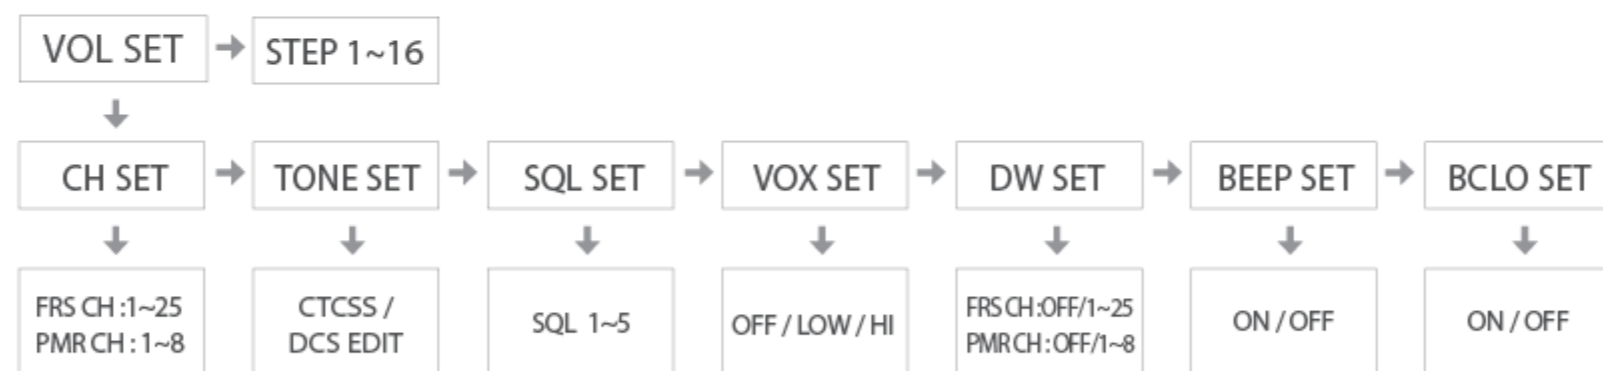 VOL SET
STEP 1~16
CH SET
TONE SET
SQL SET
VOX SET
DW SET
BEEP SET
BCLO SET
FRS CH :1~25
PMR CH : 1~8
CTCSS /
DCS EDIT
SQL 1~5
OFF / LOW / HI
FRS CH :OFF/1~25
PMR CH : OFF/1~8
ON / OFF
ON / OFF